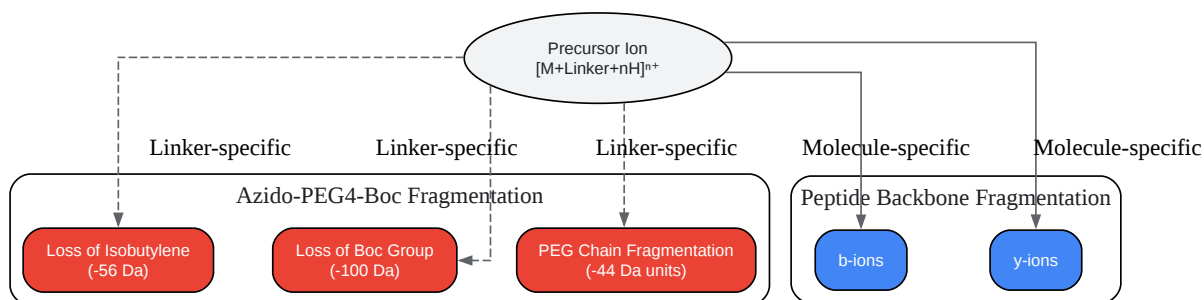 Precursor Ion
[M+Linker+nH]ⁿ⁺
Linker-specific
Linker-specific
Linker-specific
Molecule-specific
Molecule-specific
Azido-PEG4-Boc Fragmentation
Peptide Backbone Fragmentation
Loss of Isobutylene
(-56 Da)
Loss of Boc Group
(-100 Da)
PEG Chain Fragmentation
(-44 Da units)
b-ions
y-ions